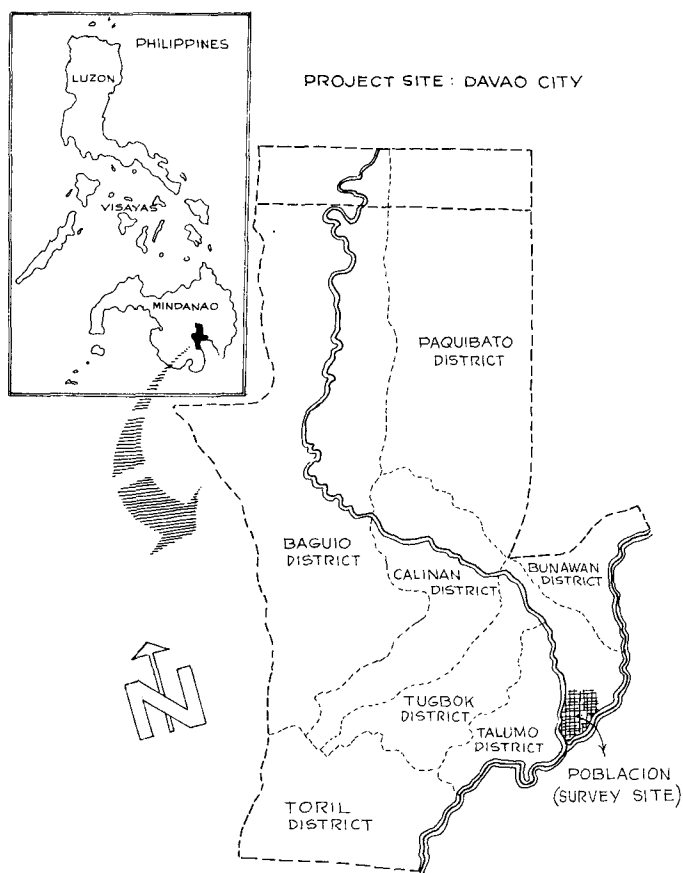 PHILIPPINES
LUZON
VISAYAS
MINDANAO
PROJECT SITE : DAVAO CITY
PAQUIBATO
DISTRICT
BAGUIO
DISTRICT
CALINAN
DISTRICT
BUNAWAN
DISTRICT
TUGBOK
DISTRICT
TALUMO
DISTRICT
POBLACION
(SURVEY SITE)
TORIL
DISTRICT
N